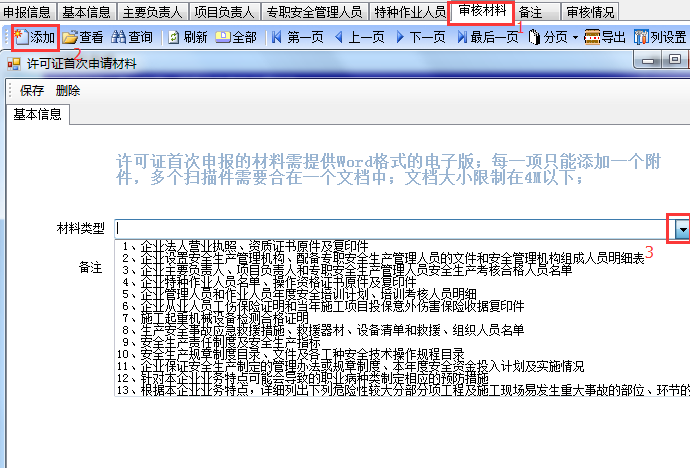 申报信息 基本信息 主要负责人 项目负责人 专职安全管理人员 特种作业人员 审核材料 备注 审核情况
1
添加 查看 查询 刷新 全部 第一页 上一页 下一页 最后一页 分页 导出 列设置
2
许可证首次申请材料
保存 删除
基本信息
许可证首次申报的材料需提供Word格式的电子版；每一项只能添加一个附
件，多个扫描件需要合在一个文档中；文档大小限制在4M以下；
材料类型
3
备注
1、企业法人营业执照、资质证书原件及复印件
2、企业设置安全生产管理机构、配备专职安全生产管理人员的文件和安全管理机构组成人员明细表
3、企业主要负责人、项目负责人和专职安全生产管理人员安全生产考核合格人员名单
4、企业特种作业人员名单、操作资格证书原件及复印件
5、企业管理人员和作业人员年度安全培训计划、培训考核人员明细
6、企业从业人员工伤保险证明和当年施工项目投保意外伤害保险收据复印件
7、施工起重机械设备检测合格证明
8、生产安全事故应急救援措施、救援器材、设备清单和救援、组织人员名单
9、安全生产责任制度及安全生产指标
10、安全生产规章制度目录、文件及各工种安全技术操作规程目录
11、企业保证安全生产制定的管理办法或规章制度、本年度安全资金投入计划及实施情况
12、针对本企业业务特点可能会导致的职业病种类制定相应的预防措施
13、根据本企业业务特点，详细列出下列危险性较大分部分项工程及施工现场易发生重大事故的部位、环节的